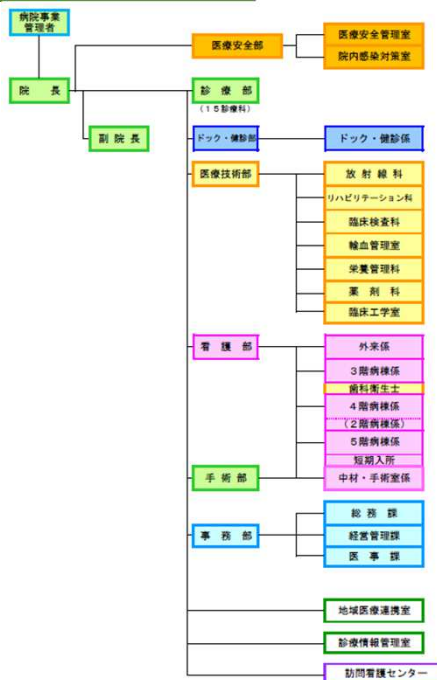 病院事業
管理者
医療安全部
医療安全管理室
院内感染対策室
院 長
診 療 部
(15診療科)
副院長
ドック・健診部
ドック・健診係
医療技術部
放射線科
リハビリテーション科
臨床検査科
輸血管理室
栄養管理科
薬 剤 科
臨床工学室
看 護 部
外来係
3階病棟係
歯科衛生士
4階病棟係
(2階病棟係)
5階病棟係
短期入所
手術部
中材・手術室係
事 務 部
総 務 課
経営管理課
医 事 課
地域医療連携室
診療情報管理室
訪問看護センター